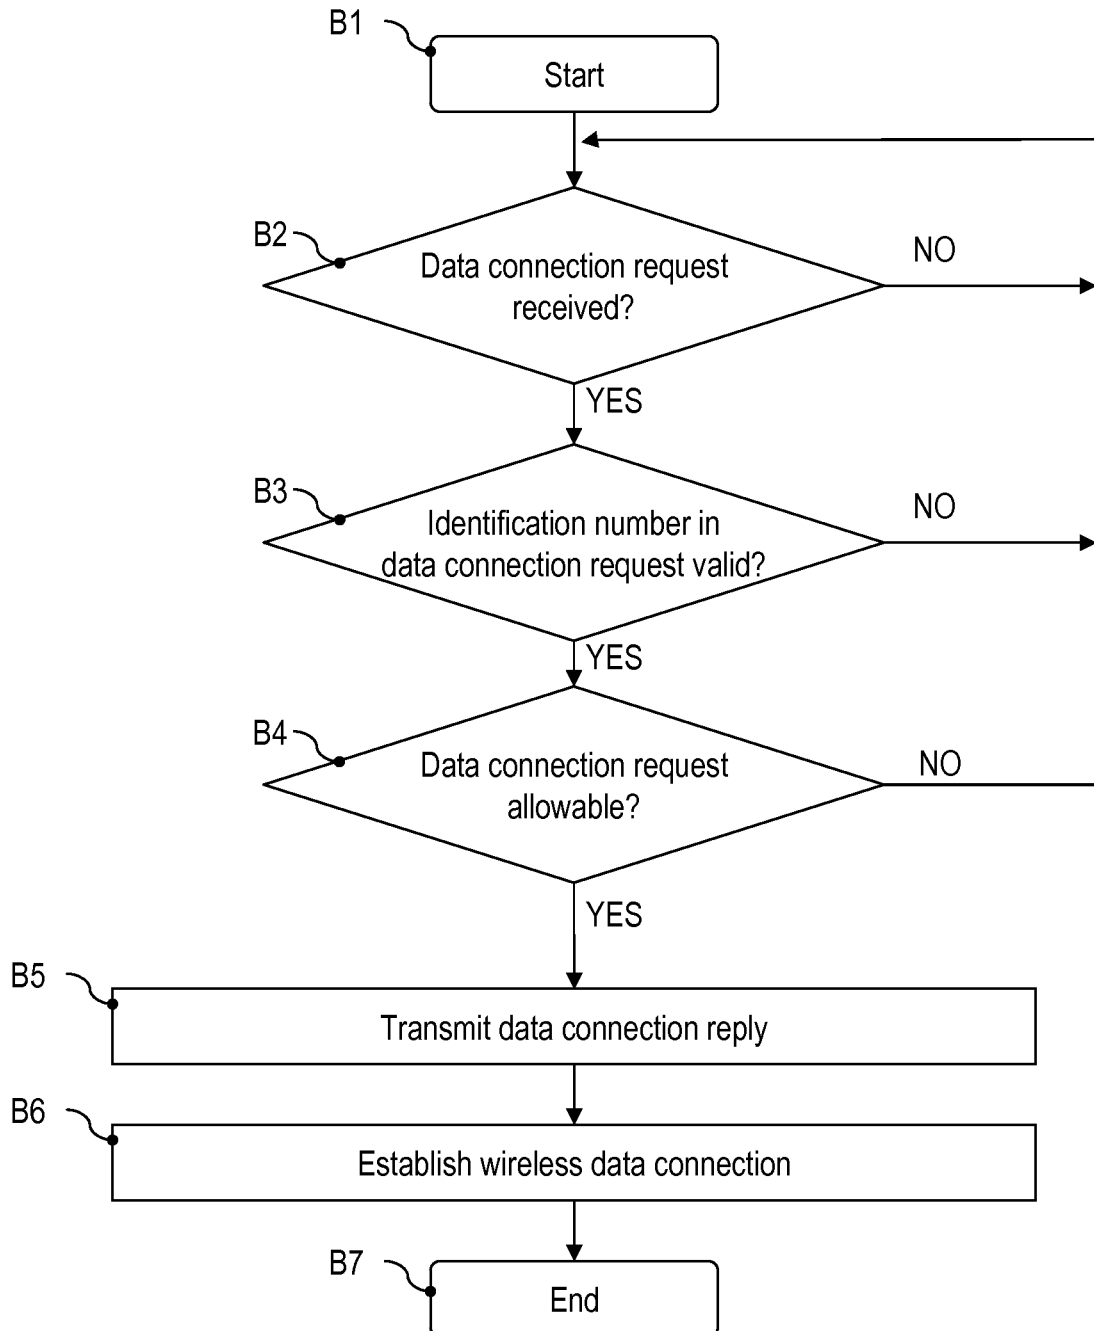 B1
Start
B2
Data connection request
received?
NO
YES
B3
Identification number in
data connection request valid?
NO
YES
B4
Data connection request
allowable?
NO
YES
B5
Transmit data connection reply
B6
Establish wireless data connection
B7
End